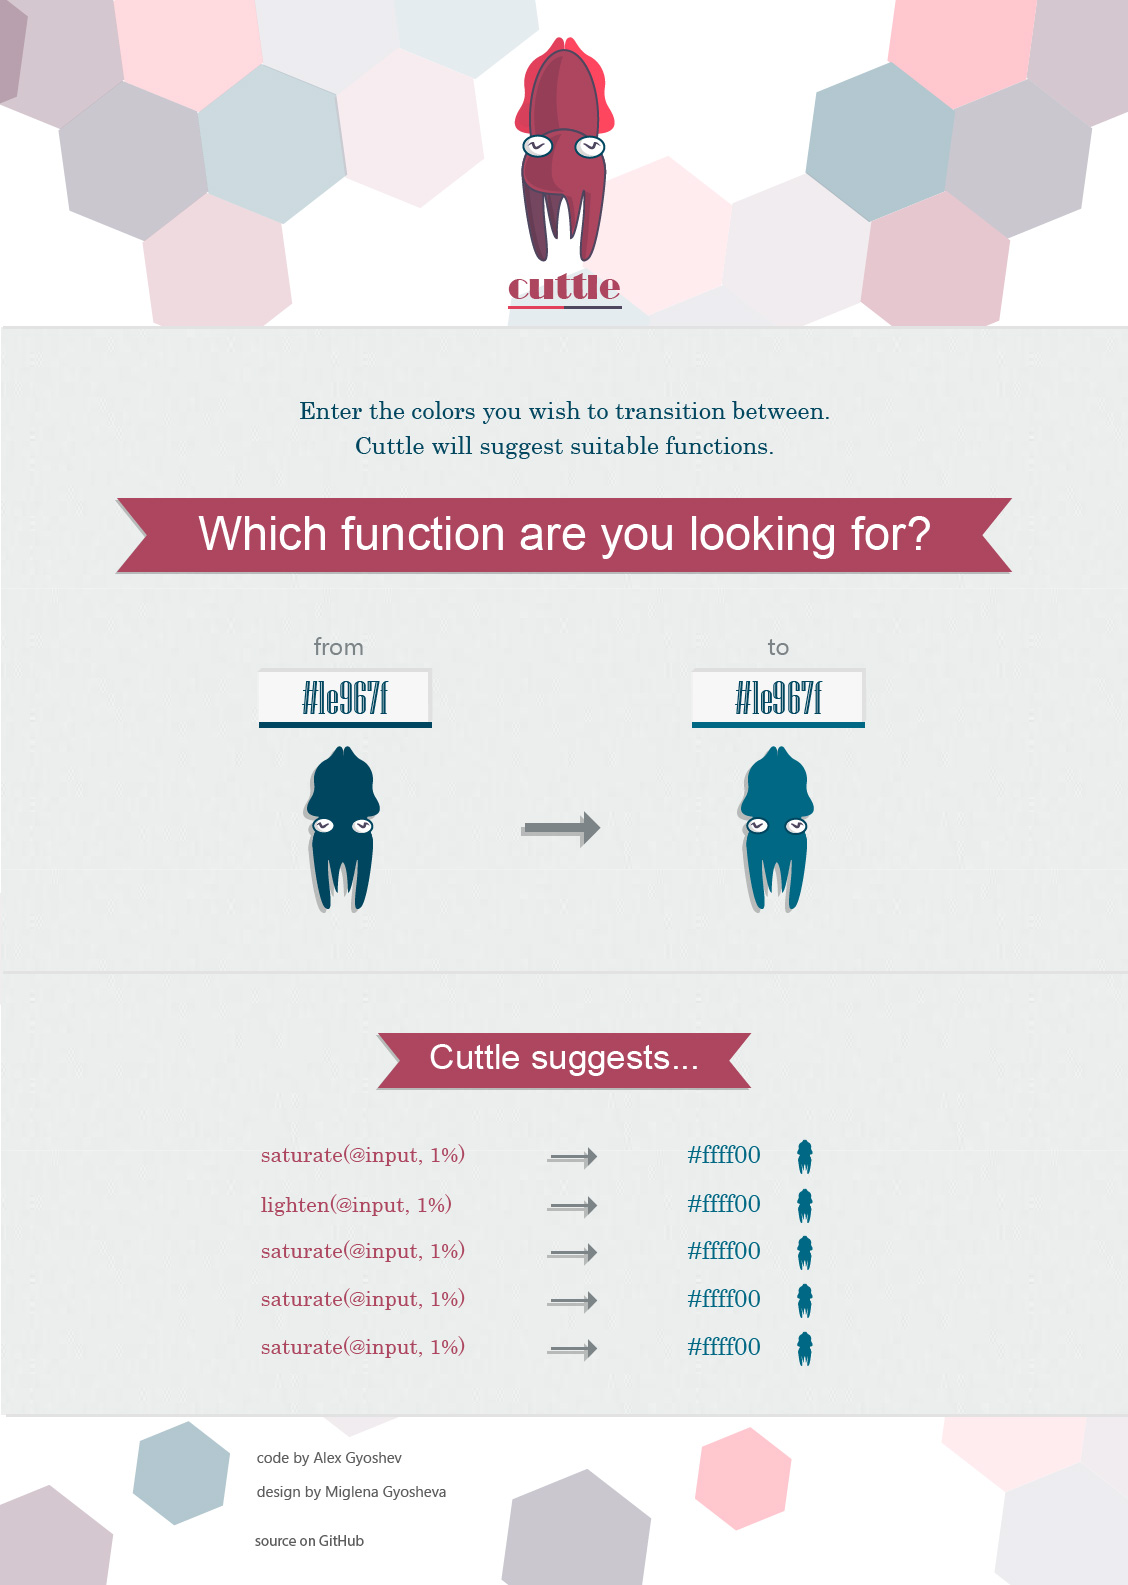 cuttle
Enter the colors you wish to transition between.
Cuttle will suggest suitable functions.
Which function are you looking for?
from
to
#1e967f
#1e967f
Cuttle suggests...
saturate(@input, 1%)
#ffff00
lighten(@input, 1%)
#ffff00
saturate(@input, 1%)
#ffff00
saturate(@input, 1%)
#ffff00
saturate(@input, 1%)
#ffff00
code by Alex Gyoshev
design by Miglena Gyosheva
source on GitHub